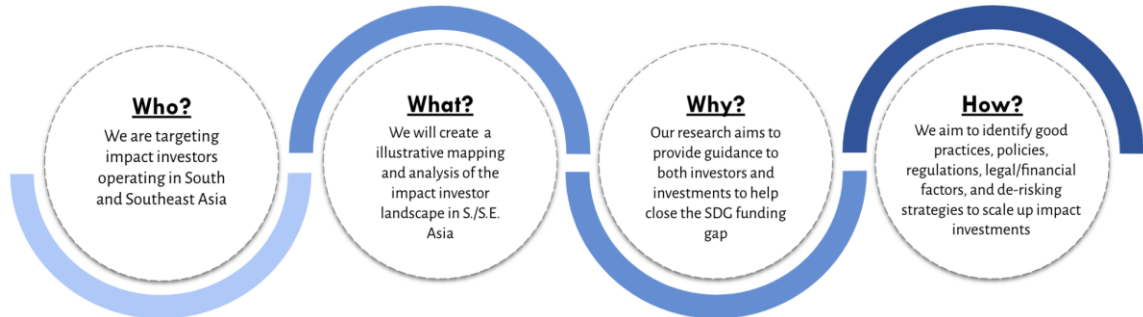 Who?
We are targeting
impact investors
operating in South
and Southeast Asia
What?
We will create a
illustrative mapping
and analysis of the
impact investor
landscape in S./S.E.
Asia
Why?
Our research aims to
provide guidance to
both investors and
investments to help
close the SDG funding
gap
How?
We aim to identify good
practices, policies,
regulations, legal/financial
factors, and de-risking
strategies to scale up impact
investments